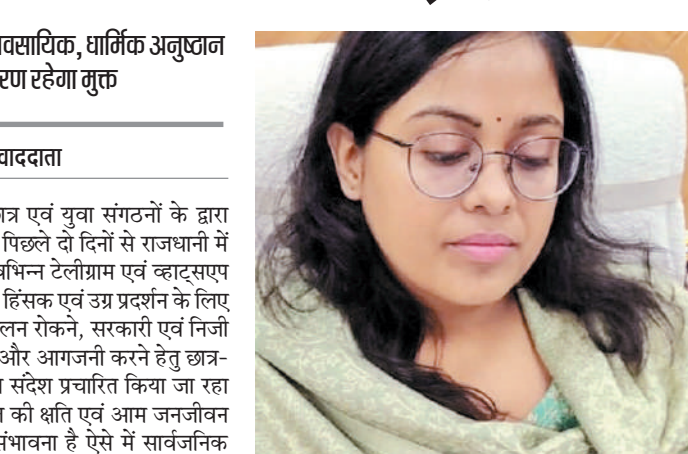 वसायिक, धार्मिक अनुष्ठान
रण रहेगा मुक्त
वाददाता
त्र एवं युवा संगठनों के द्वारा
पिछले दो दिनों से राजधानी में
भिन्न टेलीग्राम एवं व्हाट्सएप
हिंसक एवं उग्र प्रदर्शन के लिए
लन रोकने, सरकारी एवं निजी
और आगजनी करने हेतु छात्र-
संदेश प्रचारित किया जा रहा
की क्षति एवं आम जनजीवन
संभावना है ऐसे में सार्वजनिक